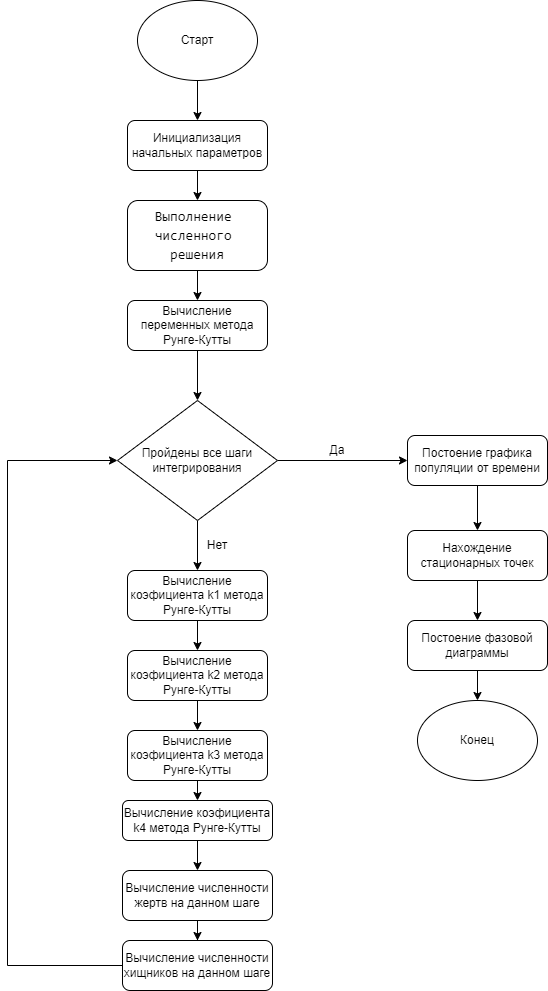 Старт
Инициализация
начальных параметров
Выполнение
численного
решения
Вычисление
переменных метода
Рунге-Кутты
Пройдены все шаги
интегрирования
Да
Нет
Вычисление
коэфициента k1 метода
Рунге-Кутты
Вычисление
коэфициента k2 метода
Рунге-Кутты
Вычисление
коэфициента k3 метода
Рунге-Кутты
Вычисление коэфициента
k4 метода Рунге-Кутты
Вычисление численности
жертв на данном шаге
Вычисление численности
хищников на данном шаге
Постоение графика
популяции от времени
Нахождение
стационарных точек
Постоение фазовой
диаграммы
Конец